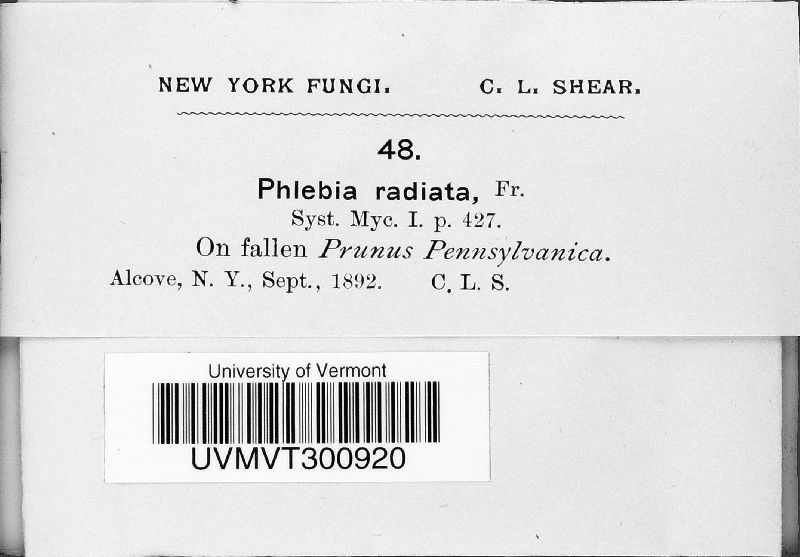 NEW YORK FUNGI. C. L. SHEAR.
48.
Phlebia radiata, Fr.
Syst. Myc. I. p. 427.
On fallen Prunus Pennsylvanica.
Alcove, N. Y., Sept., 1892. C. L. S.
University of Vermont
UVMVT300920